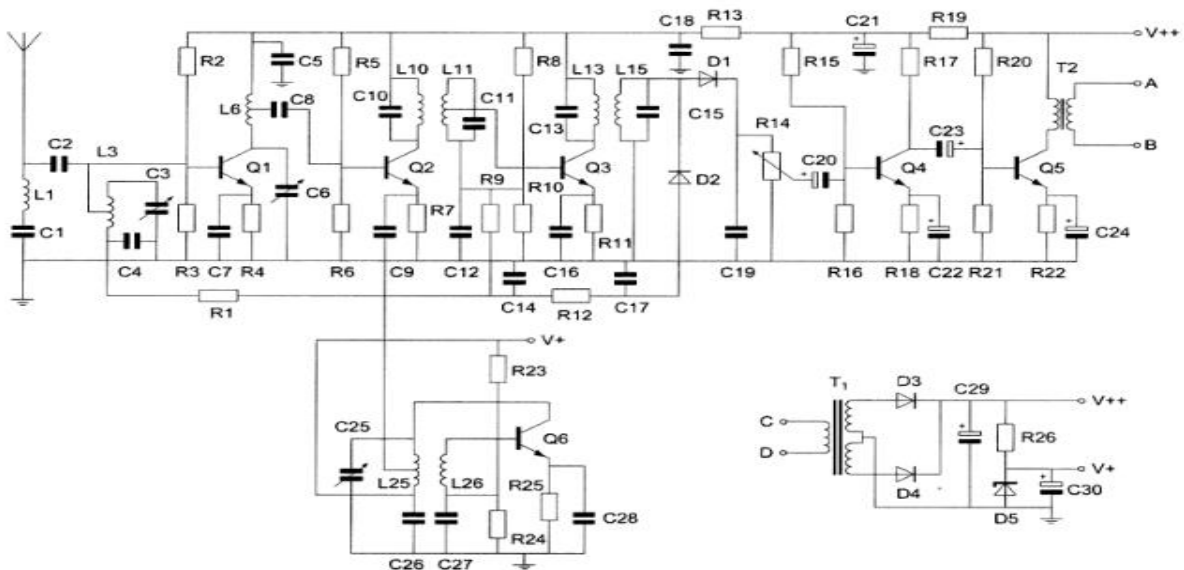 C18 R13 C21 R19
V++
R2 C5 R5 L10 L11 R8 L13 L15 D1 R15 R17 R20 T2
L6 C8 C10 C11 C13 C15 A
C2 L3 Q1 Q2 Q3 R14 C20 C23 Q4 Q5 B
L1 C3 C6 R9 R10 D2
C1 R7 R11 C24
C4 R3 C7 R4 R6 C9 C12 C16 C19 R16 R18 C22 R21 R22
R1 C14 R12 C17
V+
R23
T1 D3 C29 V++
C25 Q6 C D R26
L25 L26 R25 D4 V+
C28 C30
R24 D5
C26 C27
+ + + + + + +